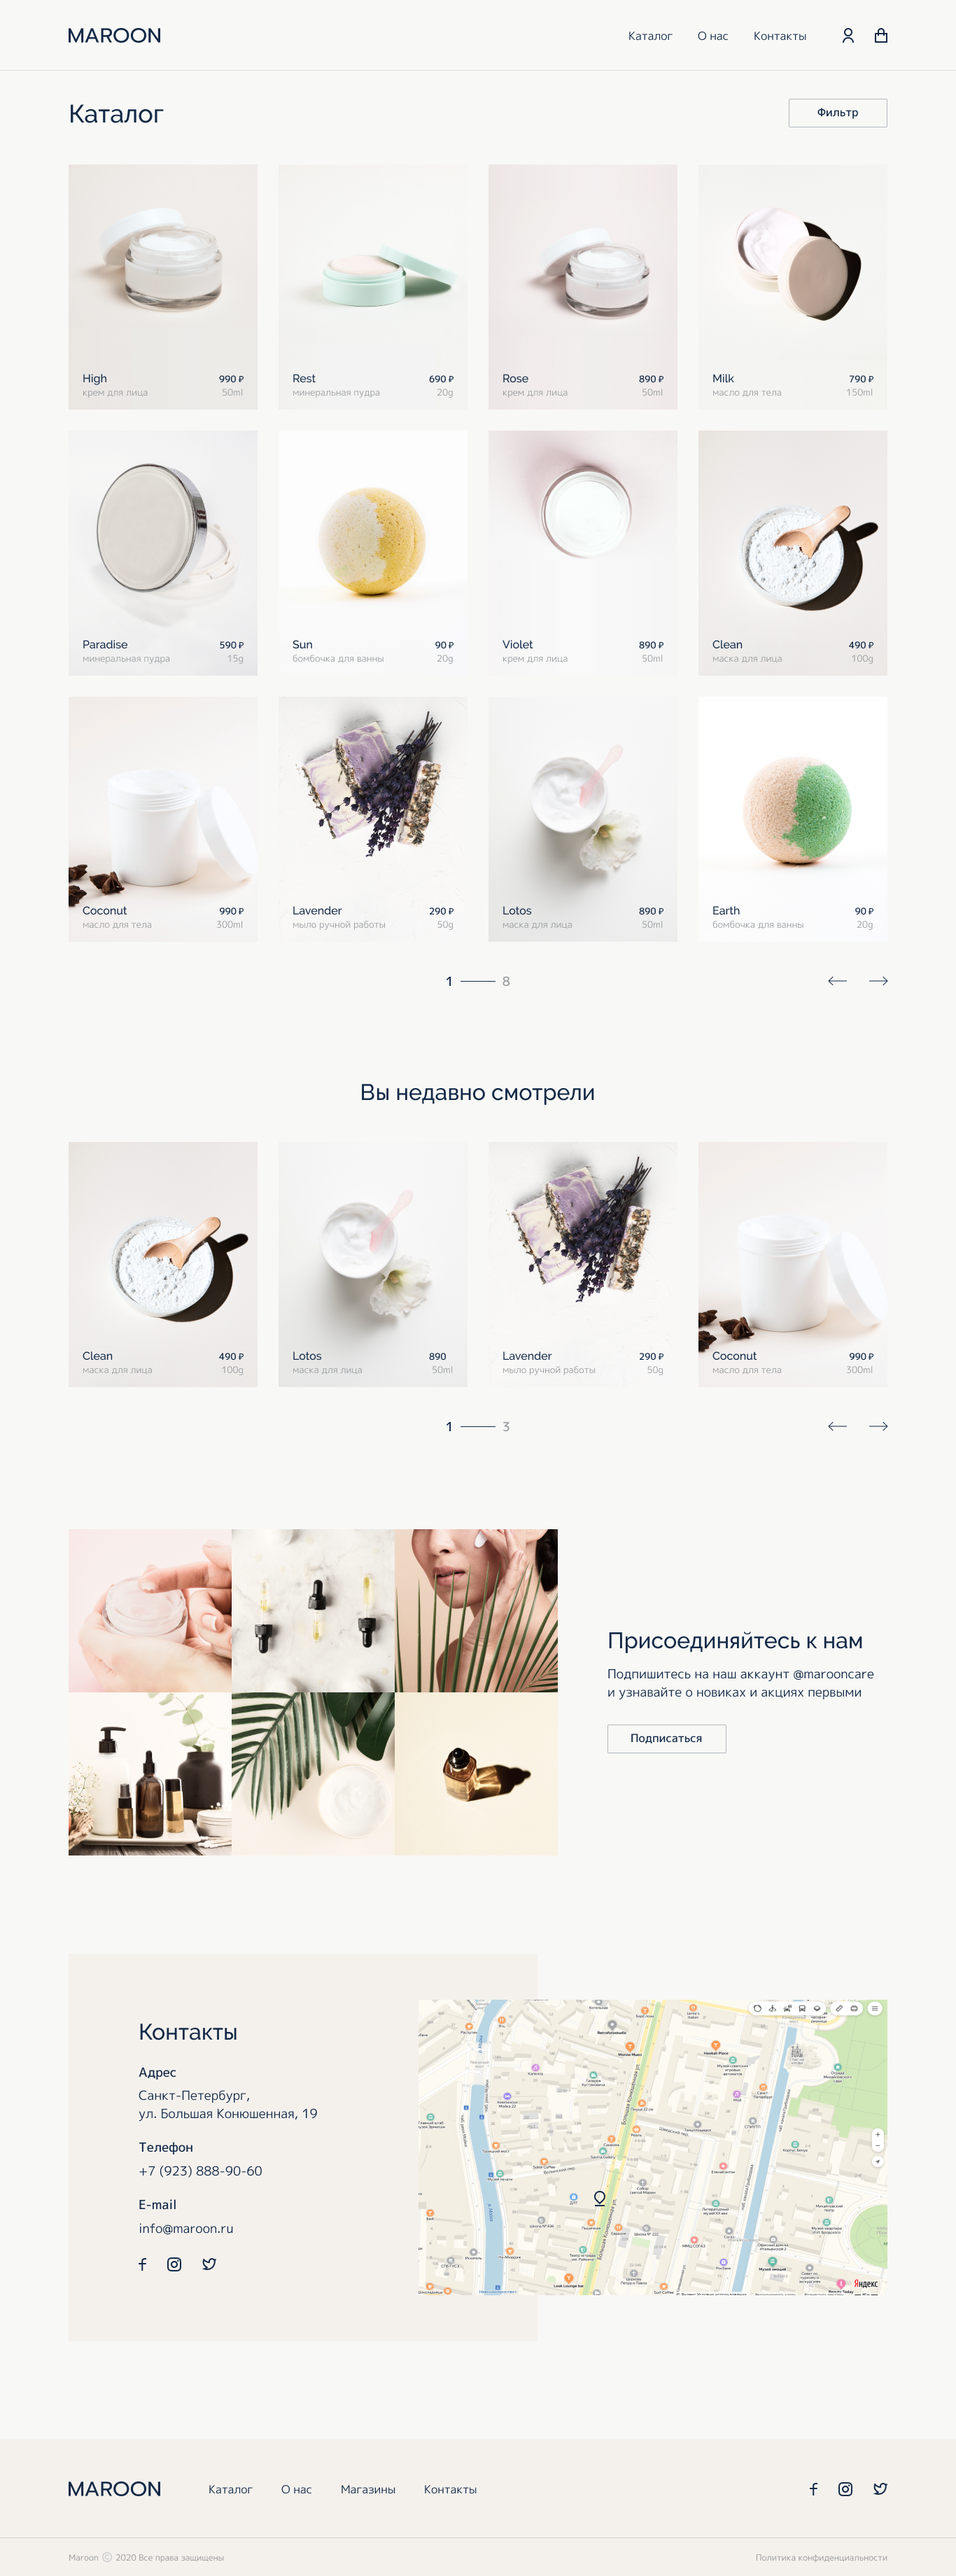 MAROON
Каталог О нас Контакты
Каталог
Фильтр
High 990 ₽
крем для лица 50ml
Rest 690 ₽
минеральная пудра 20g
Rose 890 ₽
крем для лица 50ml
Milk 790 ₽
масло для тела 150ml
Paradise 590 ₽
минеральная пудра 15g
Sun 90 ₽
бомбочка для ванны 20g
Violet 890 ₽
крем для лица 50ml
Clean 490 ₽
маска для лица 100g
Coconut 990 ₽
масло для тела 300ml
Lavender 290 ₽
мыло ручной работы 50g
Lotos 890 ₽
маска для лица 50ml
Earth 90 ₽
бомбочка для ванны 20g
1 8
Вы недавно смотрели
Clean 490 ₽
маска для лица 100g
Lotos 890
маска для лица 50ml
Lavender 290 ₽
мыло ручной работы 50g
Coconut 990 ₽
масло для тела 300ml
1 3
Присоединяйтесь к нам
Подпишитесь на наш аккаунт @marooncare
и узнавайте о новиках и акциях первыми
Подписаться
Контакты
Адрес
Санкт-Петербург,
ул. Большая Конюшенная, 19
Телефон
+7 (923) 888-90-60
E-mail
info@maroon.ru
Яндекс
MAROON
Каталог О нас Магазины Контакты
Maroon © 2020 Все права защищены
Политика конфиденциальности